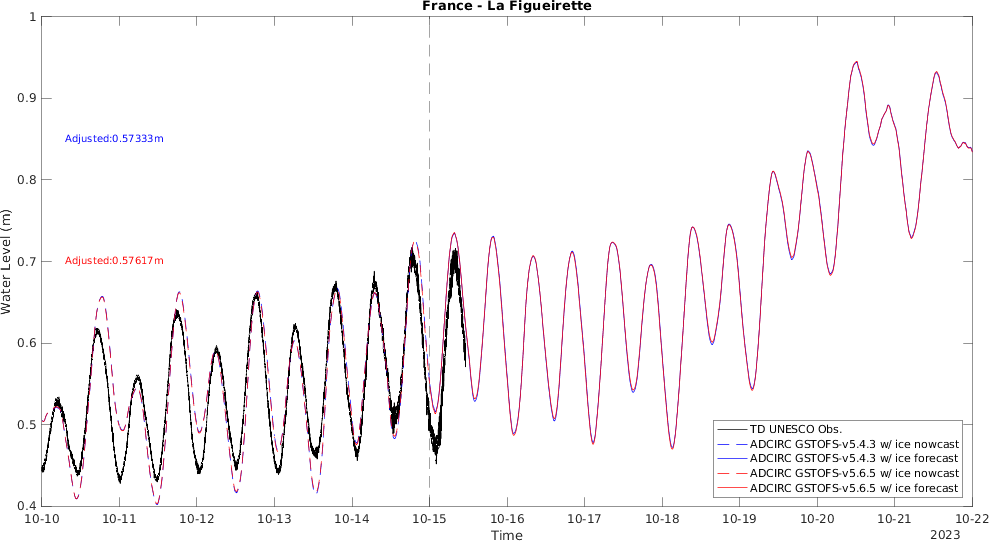 France - La Figueirette
1
0.9
0.8
0.7
0.6
0.5
0.4
Water Level (m)
Adjusted:0.57333m
Adjusted:0.57617m
TD UNESCO Obs.
ADCIRC GSTOFS-v5.4.3 w/ ice nowcast
ADCIRC GSTOFS-v5.4.3 w/ ice forecast
ADCIRC GSTOFS-v5.6.5 w/ ice nowcast
ADCIRC GSTOFS-v5.6.5 w/ ice forecast
10-10 10-11 10-12 10-13 10-14 10-15 10-16 10-17 10-18 10-19 10-20 10-21 10-22
Time
2023